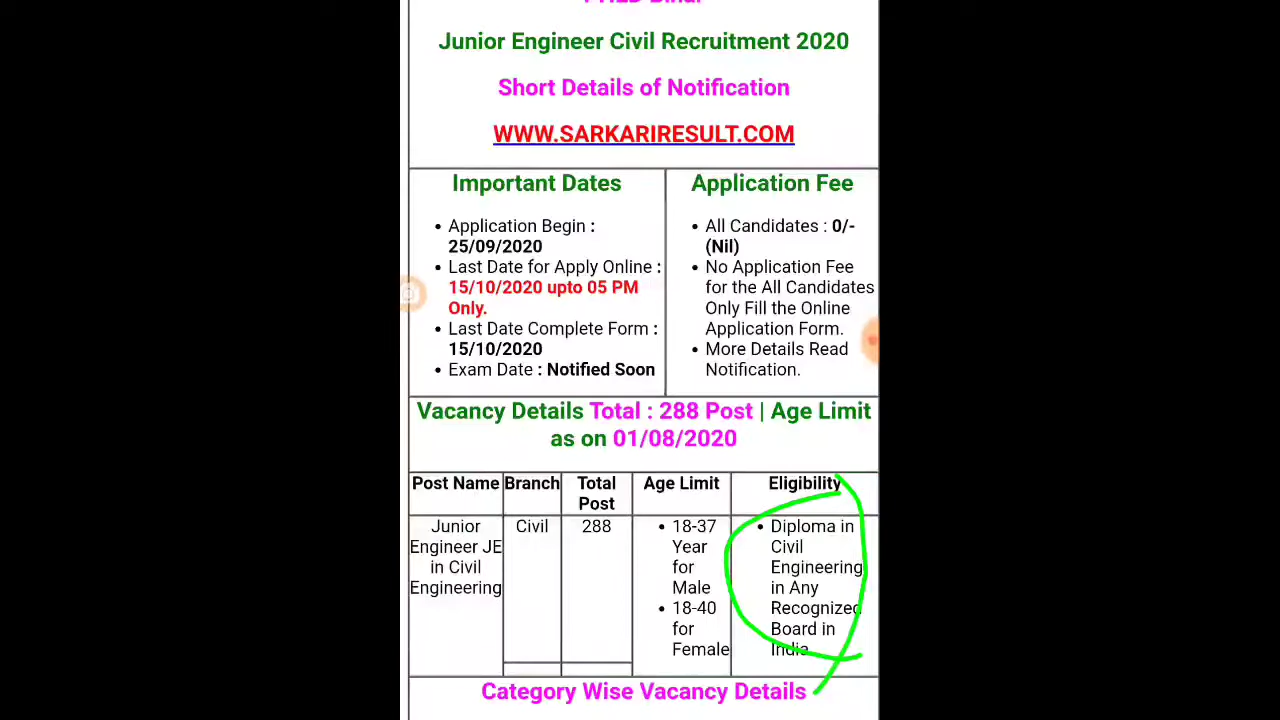 Junior Engineer Civil Recruitment 2020
Short Details of Notification
WWW.SARKARIRESULT.COM
Important Dates
• Application Begin :
25/09/2020
• Last Date for Apply Online :
15/10/2020 upto 05 PM
Only.
• Last Date Complete Form :
15/10/2020
• Exam Date : Notified Soon
Application Fee
• All Candidates : 0/-
(Nil)
• No Application Fee
for the All Candidates
Only Fill the Online
Application Form.
• More Details Read
Notification.
Vacancy Details Total : 288 Post | Age Limit
as on 01/08/2020
Post Name
Branch
Total
Post
Age Limit
Eligibility
Junior
Engineer JE
in Civil
Engineering
Civil
288
• 18-37
Year
for
Male
• 18-40
for
Female
• Diploma in
Civil
Engineering
in Any
Recognized
Board in
India
Category Wise Vacancy Details